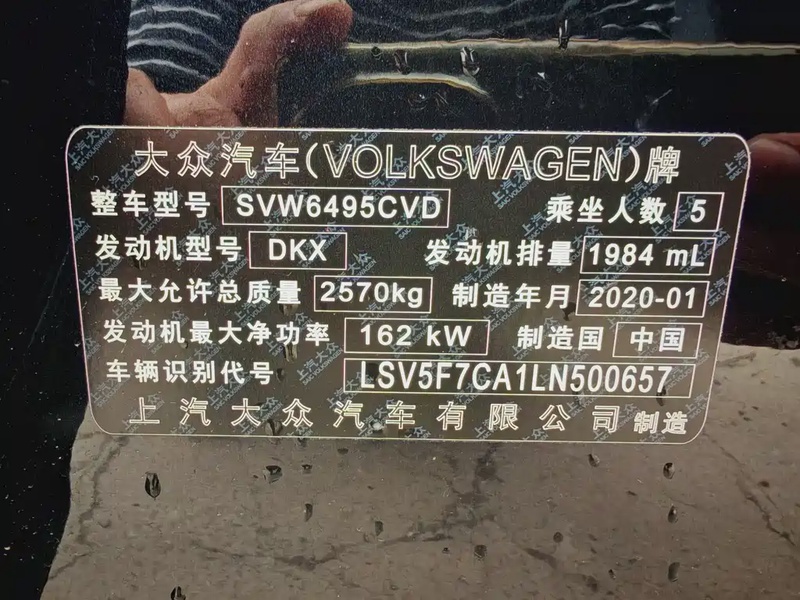 大众汽车(VOLKSWAGEN)牌
整车型号 SVW6495CVD 乘坐人数 5
发动机型号 DKX 发动机排量 1984 mL
最大允许总质量 2570kg 制造年月 2020-01
发动机最大净功率 162 kW 制造国 中国
车辆识别代号 LSV5F7CA1LN500657
上汽大众汽车有限公司 制造